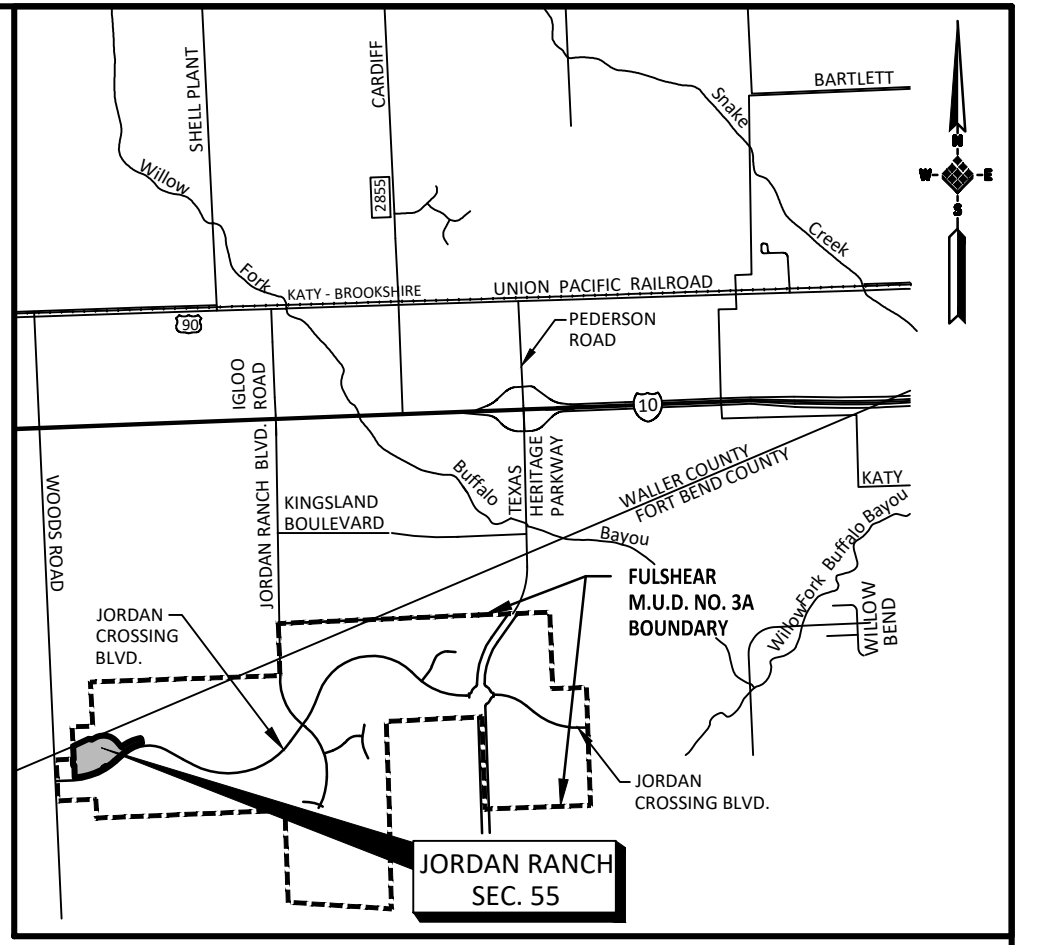 SHELL PLANT
CARDIFF
BARTLETT
Snake
Creek
N
W
E
S
Willow
2855
Fork
KATY - BROOKSHIRE
UNION PACIFIC RAILROAD
90
PEDERSON
ROAD
IGLOO
ROAD
10
WOODS ROAD
JORDAN RANCH BLVD.
KINGSLAND
BOULEVARD
Buffalo
TEXAS
HERITAGE
PARKWAY
WALLER COUNTY
FORT BEND COUNTY
KATY
Bayou
Willow Fork Buffalo Bayou
WILLOW
BEND
FULSHEAR
M.U.D. NO. 3A
BOUNDARY
JORDAN
CROSSING
BLVD.
JORDAN
CROSSING BLVD.
JORDAN RANCH
SEC. 55